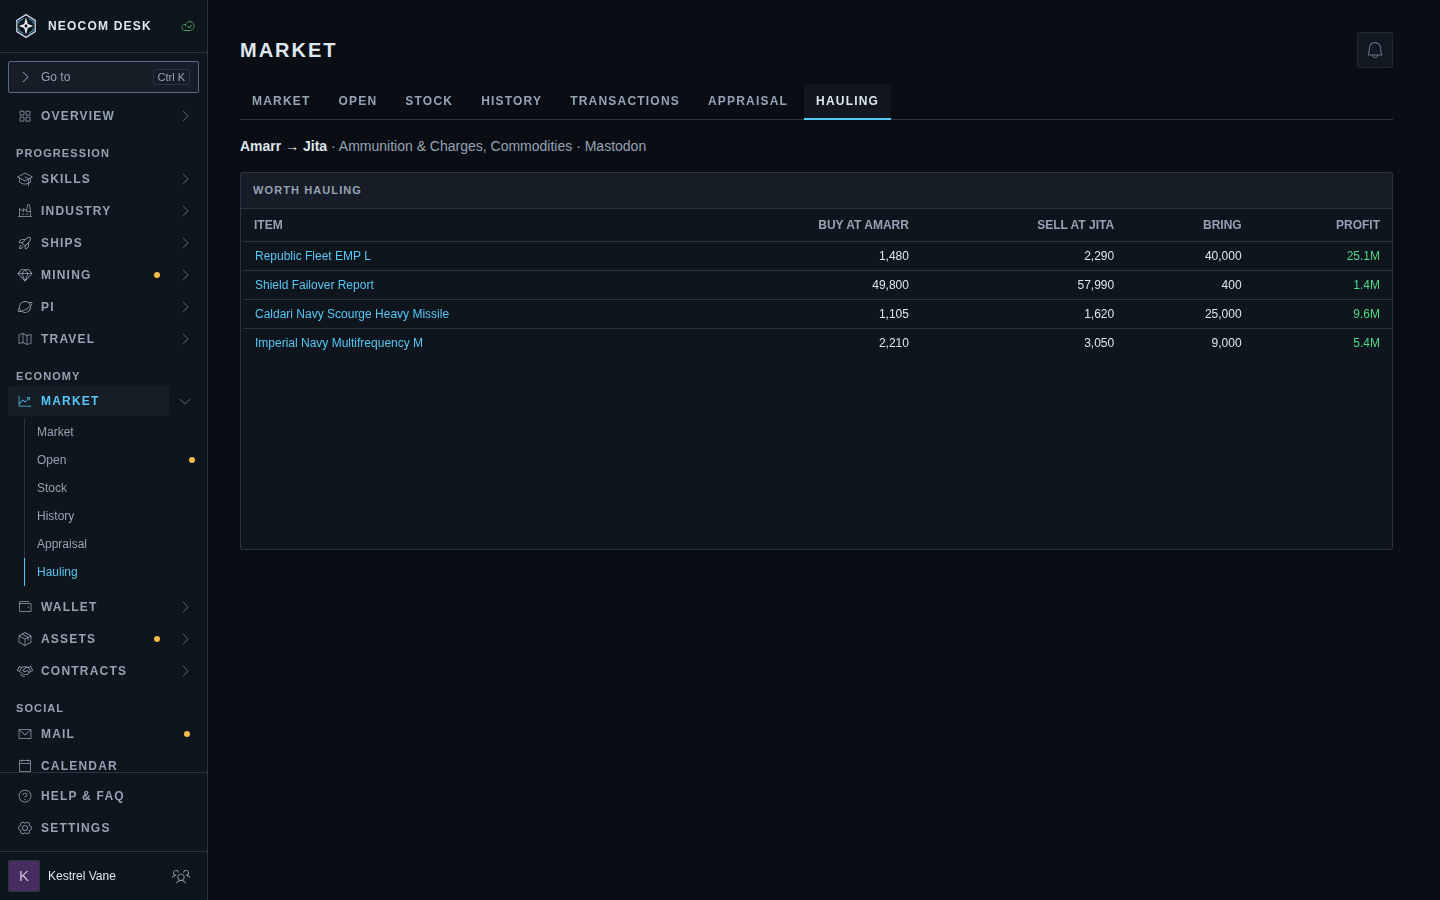 NEOCOM DESK
Go to Ctrl K
OVERVIEW
PROGRESSION
SKILLS
INDUSTRY
SHIPS
MINING
PI
TRAVEL
ECONOMY
MARKET
Market
Open
Stock
History
Appraisal
Hauling
WALLET
ASSETS
CONTRACTS
SOCIAL
MAIL
CALENDAR
HELP & FAQ
SETTINGS
K Kestrel Vane
MARKET
MARKET OPEN STOCK HISTORY TRANSACTIONS APPRAISAL HAULING
Amarr → Jita · Ammunition & Charges, Commodities · Mastodon
WORTH HAULING
ITEM BUY AT AMARR SELL AT JITA BRING PROFIT
Republic Fleet EMP L 1,480 2,290 40,000 25.1M
Shield Failover Report 49,800 57,990 400 1.4M
Caldari Navy Scourge Heavy Missile 1,105 1,620 25,000 9.6M
Imperial Navy Multifrequency M 2,210 3,050 9,000 5.4M